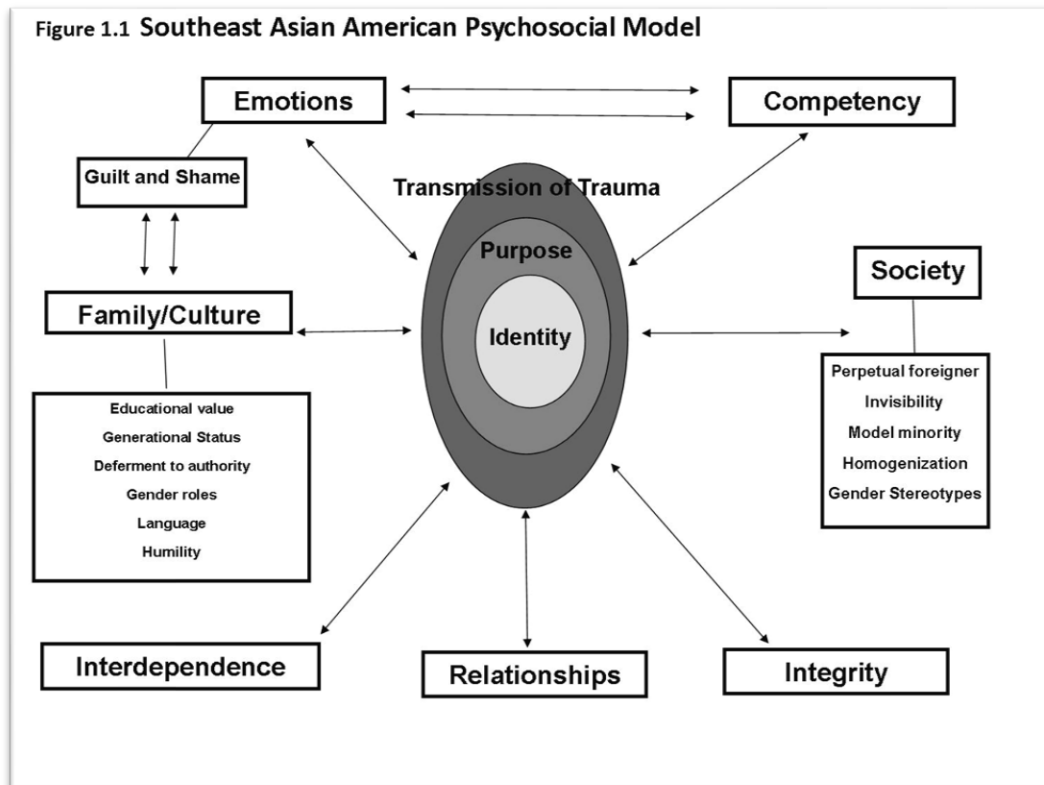 Figure 1.1 Southeast Asian American Psychosocial Model
Emotions
Competency
Guilt and Shame
Transmission of Trauma
Purpose
Society
Family/Culture
Identity
Perpetual foreigner
Invisibility
Model minority
Homogenization
Gender Stereotypes
Educational value
Generational Status
Deferment to authority
Gender roles
Language
Humility
Interdependence
Relationships
Integrity